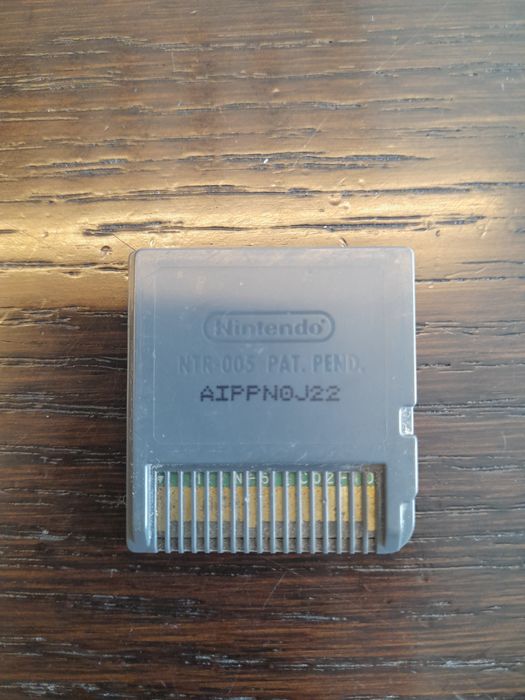 Nintendo®
NTR-005 PAT. PEND.
AIPPN0J22